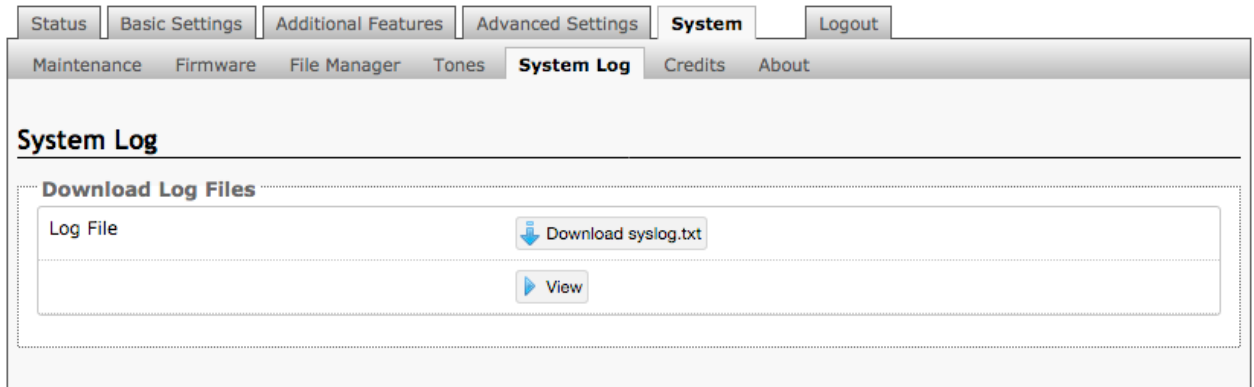 Status Basic Settings Additional Features Advanced Settings System Logout
Maintenance Firmware File Manager Tones System Log Credits About
System Log
Download Log Files
Log File Download syslog.txt
View